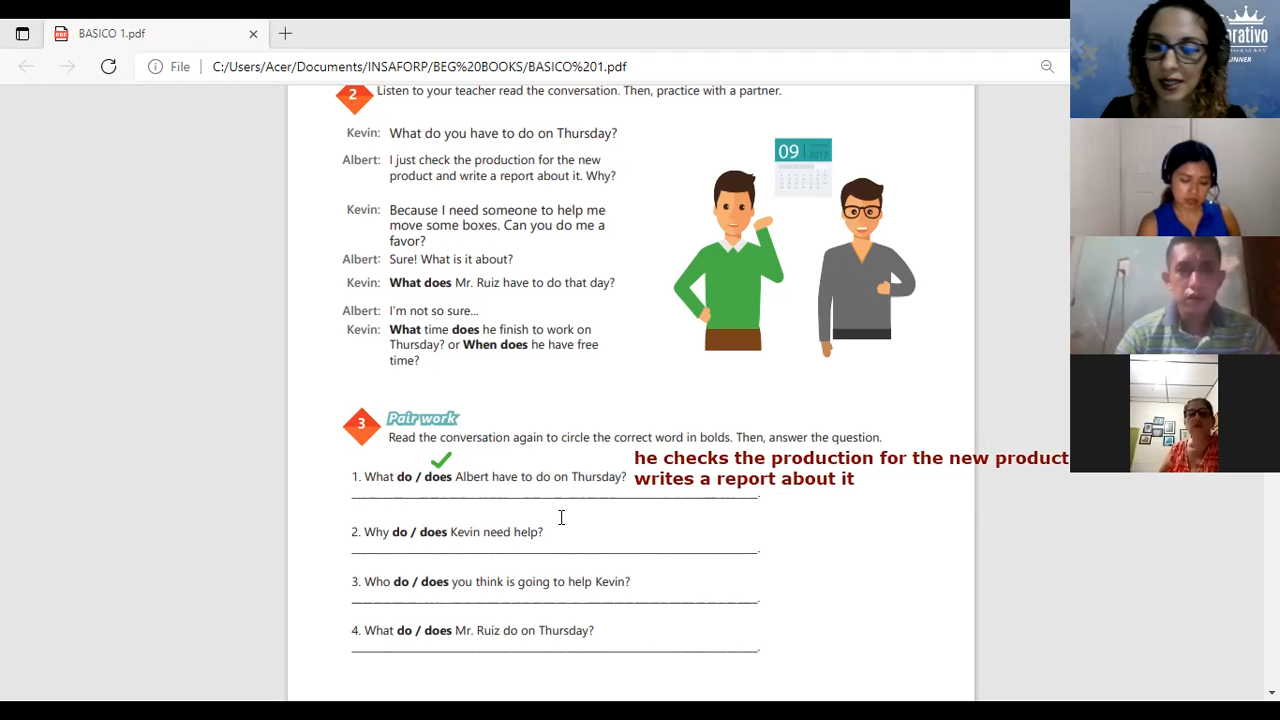 BASICO 1.pdf
File
C:/Users/Acer/Documents/INSAFORP/BEG%20BOOKS/BASICO%201.pdf
2 Listen to your teacher read the conversation. Then, practice with a partner.
Kevin: What do you have to do on Thursday?
Albert: I just check the production for the new
product and write a report about it. Why?
Kevin: Because I need someone to help me
move some boxes. Can you do me a
favor?
Albert: Sure! What is it about?
Kevin: What does Mr. Ruiz have to do that day?
Albert: I'm not so sure...
Kevin: What time does he finish to work on
Thursday? or When does he have free
time?
09
2017
3 Pair work
Read the conversation again to circle the correct word in bolds. Then, answer the question.
he checks the production for the new product
writes a report about it
1. What do / does Albert have to do on Thursday?
2. Why do / does Kevin need help?
3. Who do / does you think is going to help Kevin?
4. What do / does Mr. Ruiz do on Thursday?